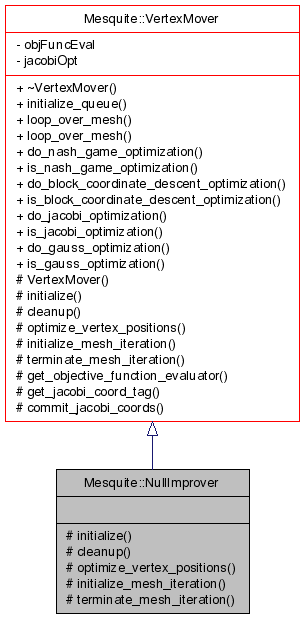 Mesquite::VertexMover
- objFuncEval
- jacobiOpt
+ ~VertexMover()
+ initialize_queue()
+ loop_over_mesh()
+ loop_over_mesh()
+ do_nash_game_optimization()
+ is_nash_game_optimization()
+ do_block_coordinate_descent_optimization()
+ is_block_coordinate_descent_optimization()
+ do_jacobi_optimization()
+ is_jacobi_optimization()
+ do_gauss_optimization()
+ is_gauss_optimization()
# VertexMover()
# initialize()
# cleanup()
# optimize_vertex_positions()
# initialize_mesh_iteration()
# terminate_mesh_iteration()
# get_objective_function_evaluator()
# get_jacobi_coord_tag()
# commit_jacobi_coords()
Mesquite::NullImprover
# initialize()
# cleanup()
# optimize_vertex_positions()
# initialize_mesh_iteration()
# terminate_mesh_iteration()